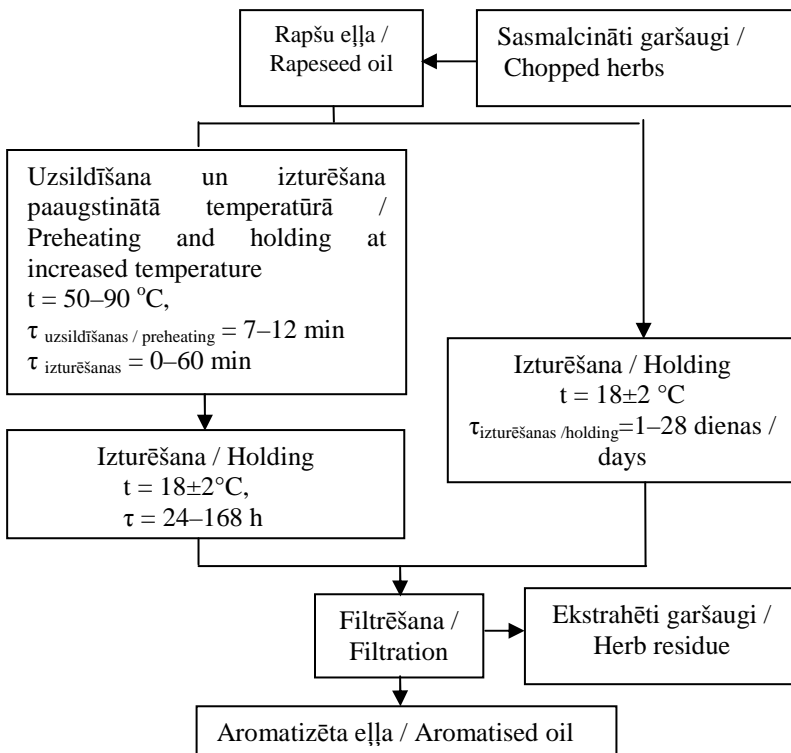 Rapšu eļļa /
Rapeseed oil
Sasmalcināti garšaugi /
Chopped herbs
Uzsildīšana un izturēšana
paaugstinātā temperatūrā /
Preheating and holding at
increased temperature
t = 50–90 °C,
τ uzsildīšanas / preheating = 7–12 min
τ izturēšanas = 0–60 min
Izturēšana / Holding
t = 18±2 °C
τizturēšanas /holding=1–28 dienas /
days
Izturēšana / Holding
t = 18±2°C,
τ = 24–168 h
Filtrēšana /
Filtration
Ekstrahēti garšaugi /
Herb residue
Aromatizēta eļļa / Aromatised oil